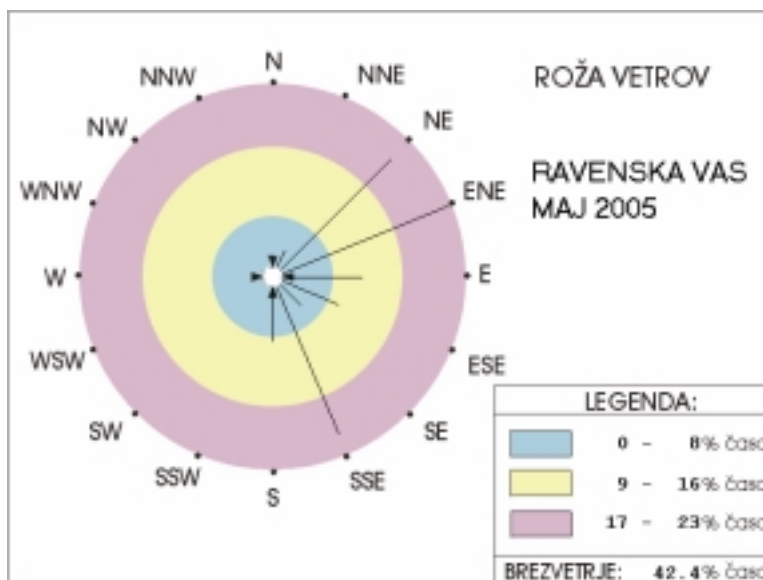 ROŽA VETROV
RAVENSKA VAS
MAJ 2005
N
NNW
NNE
NW
NE
WNW
ENE
W
E
WSW
ESE
SW
SE
SSW
SSE
S
LEGENDA:
0 - 8% časa
9 - 16% časa
17 - 23% časa
BREZVETRJE: 42.4% časa